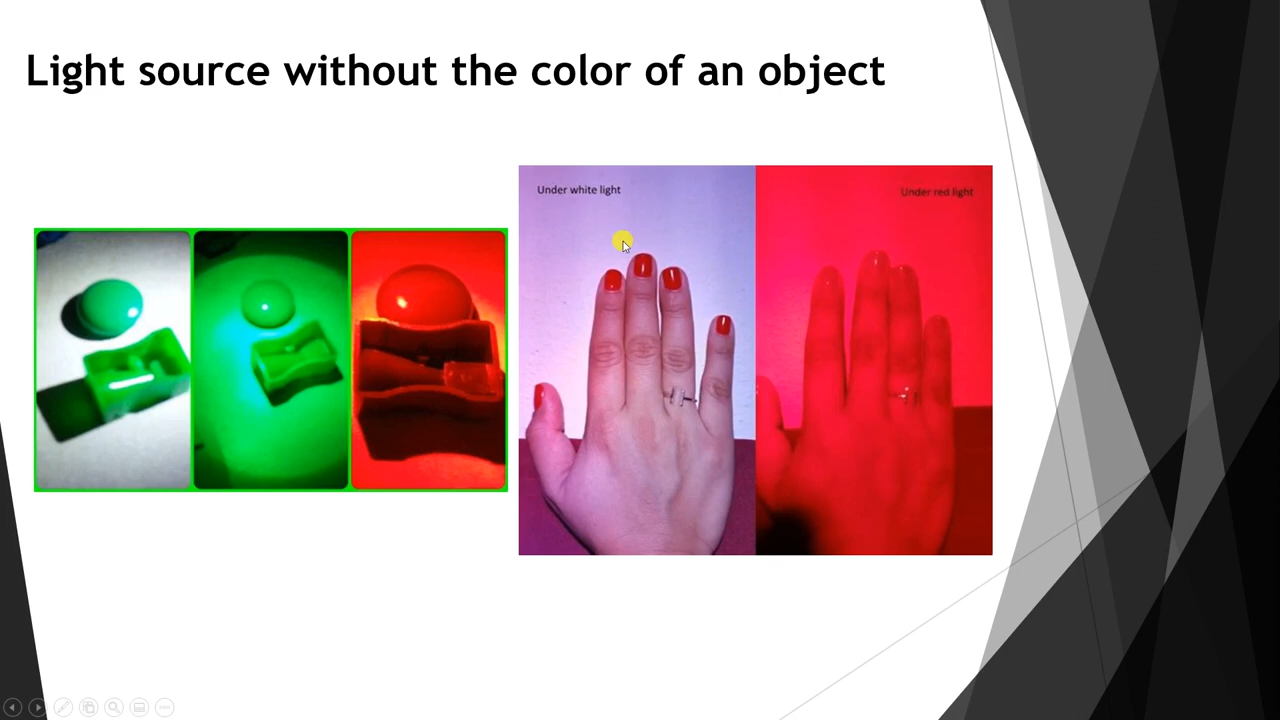 Light source without the color of an object
Under white light
Under red light